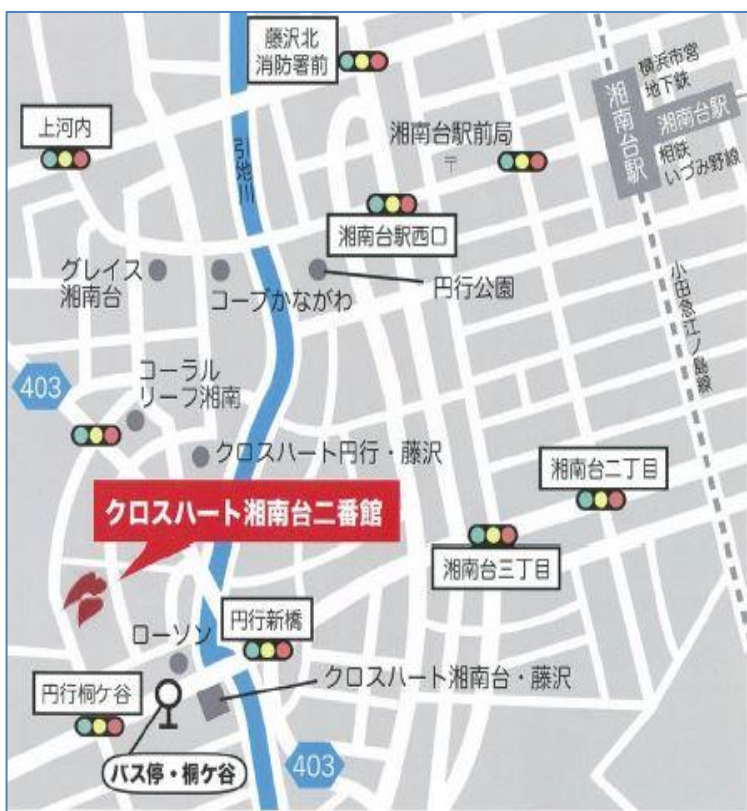 藤沢北
消防署前
上河内
湘南台駅前局
〒
横浜市営
地下鉄
湘南台駅
湘南台駅
相鉄
いづみ野線
引地川
湘南台駅西口
グレイス
湘南台
コープかながわ
円行公園
小田急江ノ島線
403
コーラル
リーフ湘南
クロスハート円行・藤沢
湘南台二丁目
クロスハート湘南台二番館
湘南台三丁目
ローソン
円行新橋
円行桐ケ谷
クロスハート湘南台・藤沢
バス停・桐ケ谷
403